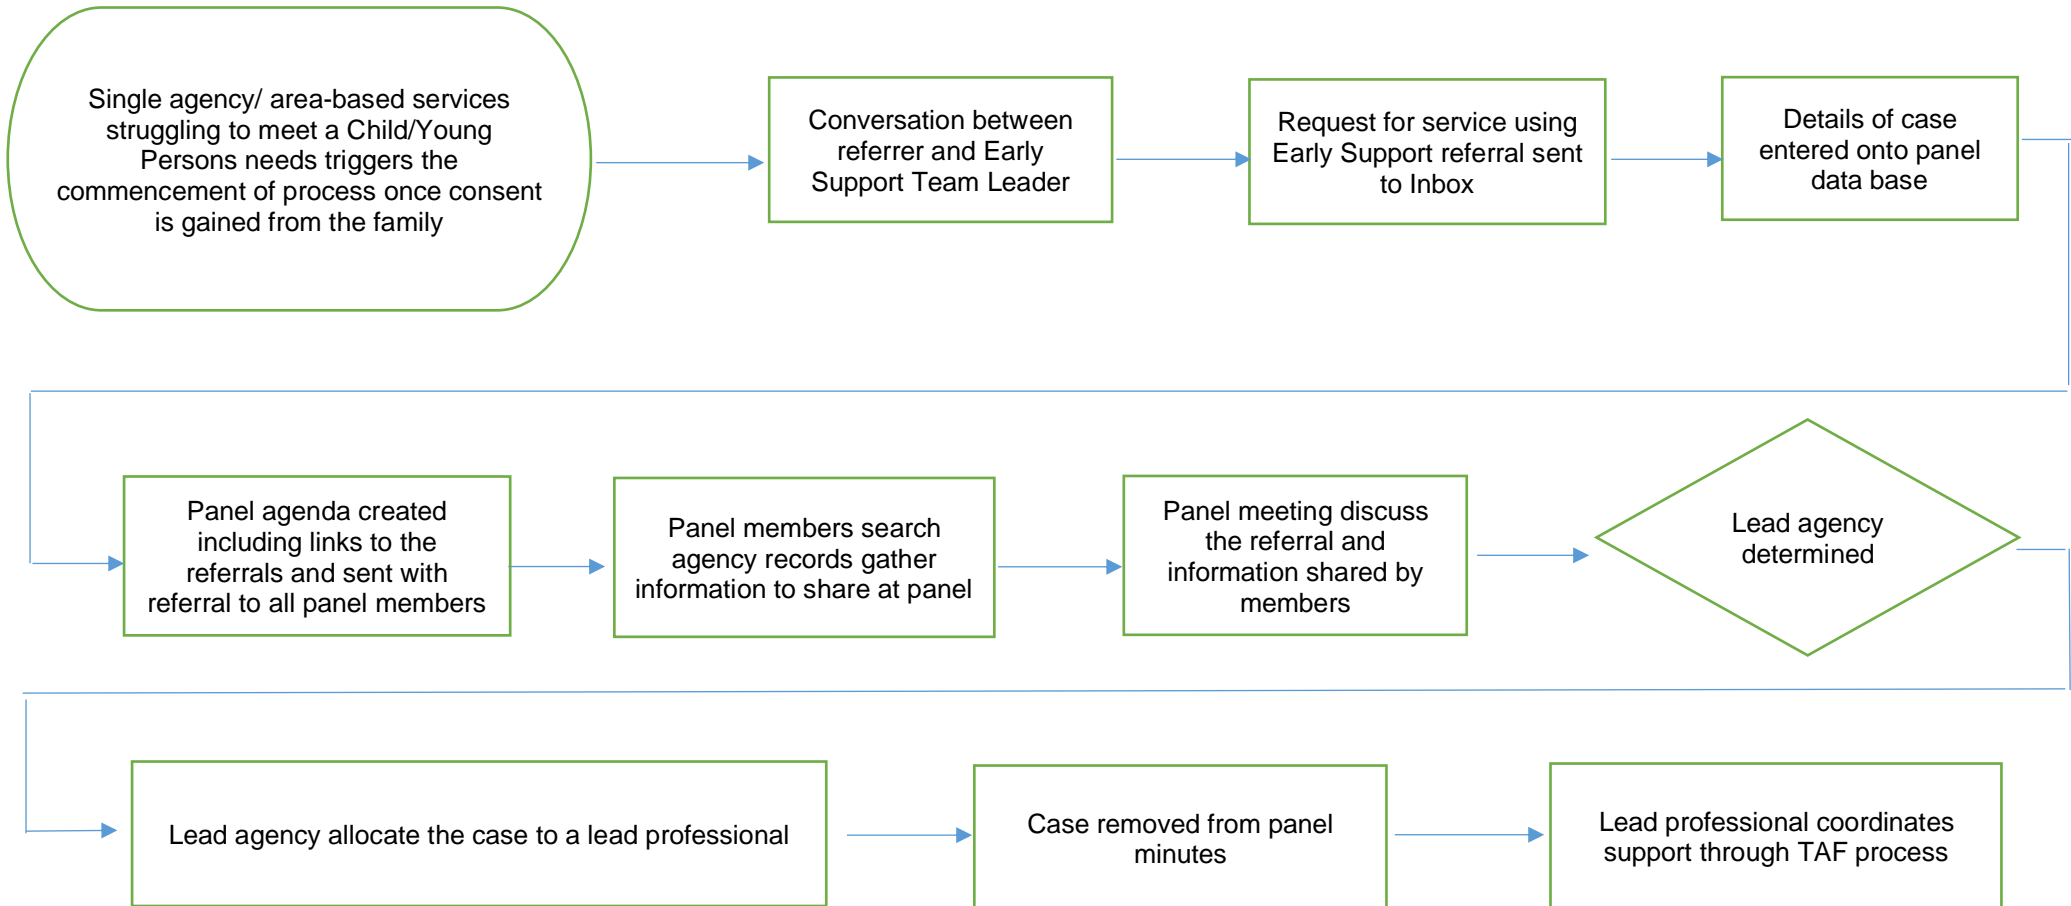 Single agency/ area-based services
struggling to meet a Child/Young
Persons needs triggers the
commencement of process once consent
is gained from the family
Conversation between
referrer and Early
Support Team Leader
Request for service using
Early Support referral sent
to Inbox
Details of case
entered onto panel
data base
Panel agenda created
including links to the
referrals and sent with
referral to all panel members
Panel members search
agency records gather
information to share at panel
Panel meeting discuss
the referral and
information shared by
members
Lead agency
determined
Lead agency allocate the case to a lead professional
Case removed from panel
minutes
Lead professional coordinates
support through TAF process